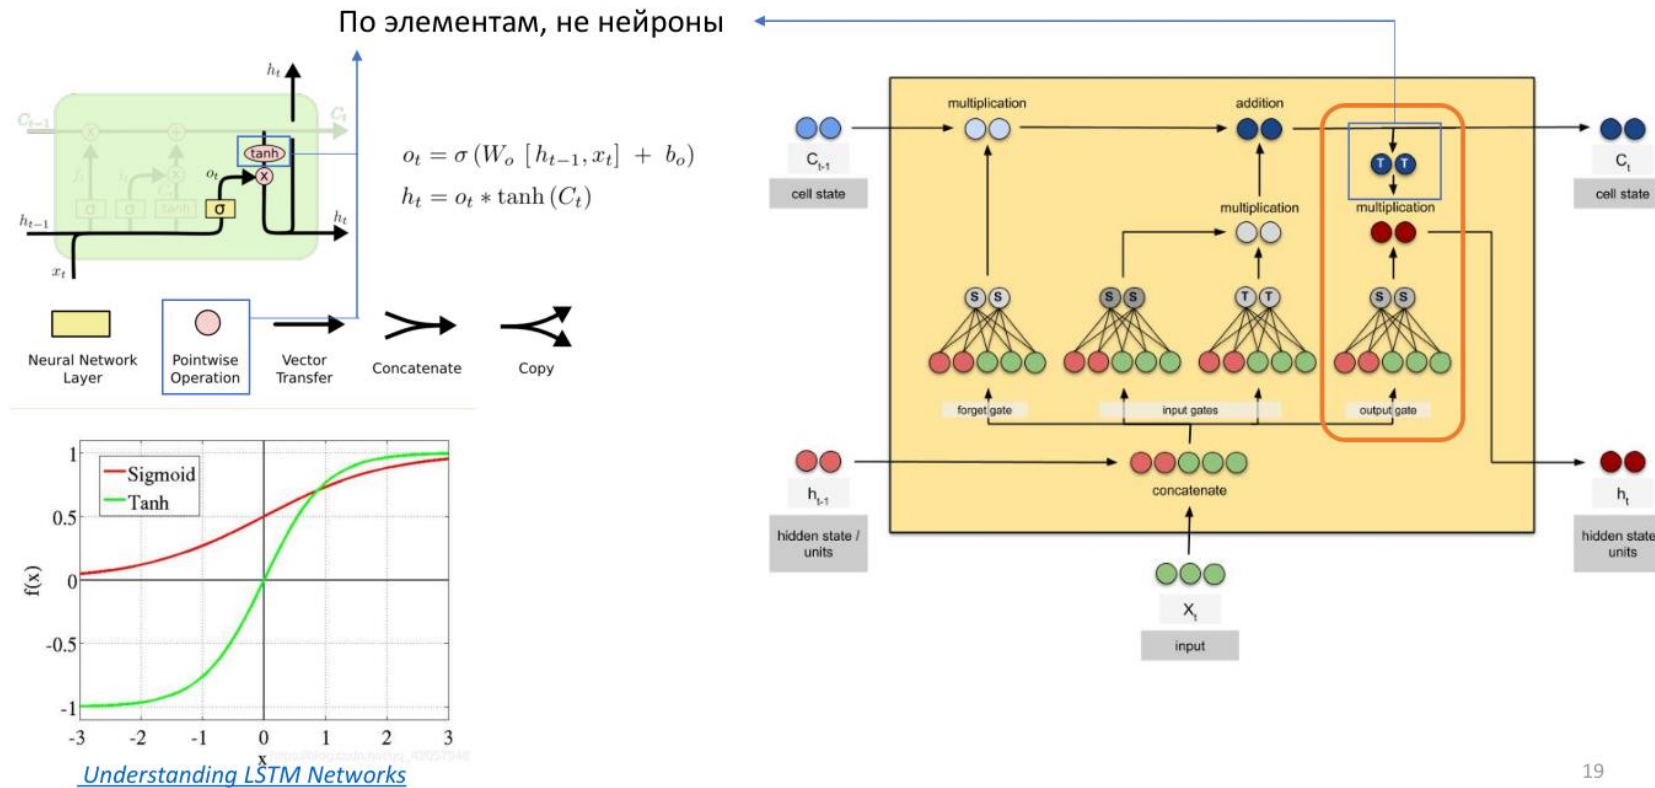 По элементам, не нейроны
h_t
C_{t-1}
C_t
tanh
x
+
x
o_t
x
f_t
i_t
σ
σ
tanh
σ
h_{t-1}
h_t
x_t
o_t = σ (W_o [h_{t-1}, x_t] + b_o)
h_t = o_t * tanh (C_t)
Neural Network
Layer
Pointwise
Operation
Vector
Transfer
Concatenate
Copy
1
0.5
0
-0.5
-1
f(x)
Sigmoid
Tanh
-3
-2
-1
0
1
2
3
x
Understanding LSTM Networks
multiplication
addition
C_{t-1}
cell state
T T
C_t
cell state
multiplication
multiplication
S S
S S
T T
S S
forget gate
input gates
output gate
h_{t-1}
hidden state /
units
concatenate
h_t
hidden state
units
X_t
input
19